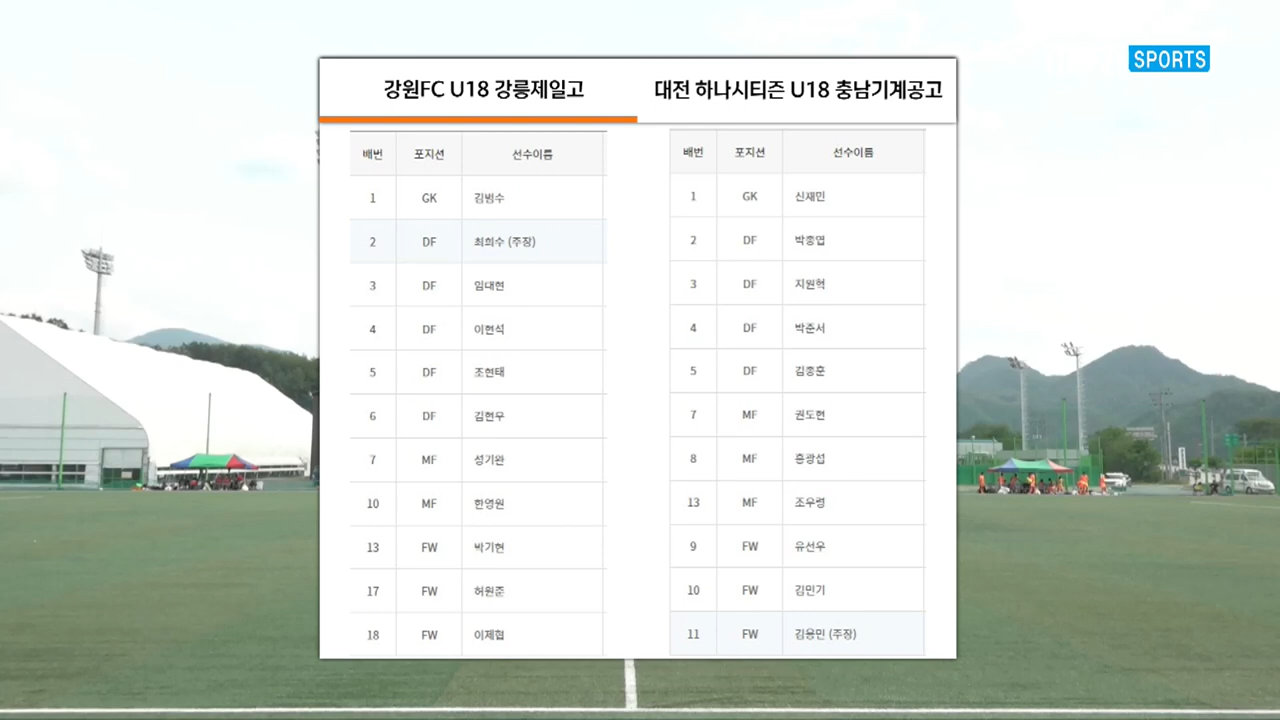 SPORTS
강원FC U18 강릉제일고
배번 포지션 선수이름
1 GK 김범수
2 DF 최희수 (주장)
3 DF 임대현
4 DF 이현석
5 DF 조현태
6 DF 김현우
7 MF 성기완
10 MF 한영원
13 FW 박기현
17 FW 허원준
18 FW 이제협
대전 하나시티즌 U18 충남기계공고
배번 포지션 선수이름
1 GK 신재민
2 DF 박종엽
3 DF 지원혁
4 DF 박준서
5 DF 김종훈
7 MF 권도현
8 MF 홍광섭
13 MF 조우령
9 FW 유선우
10 FW 김민기
11 FW 김용민 (주장)